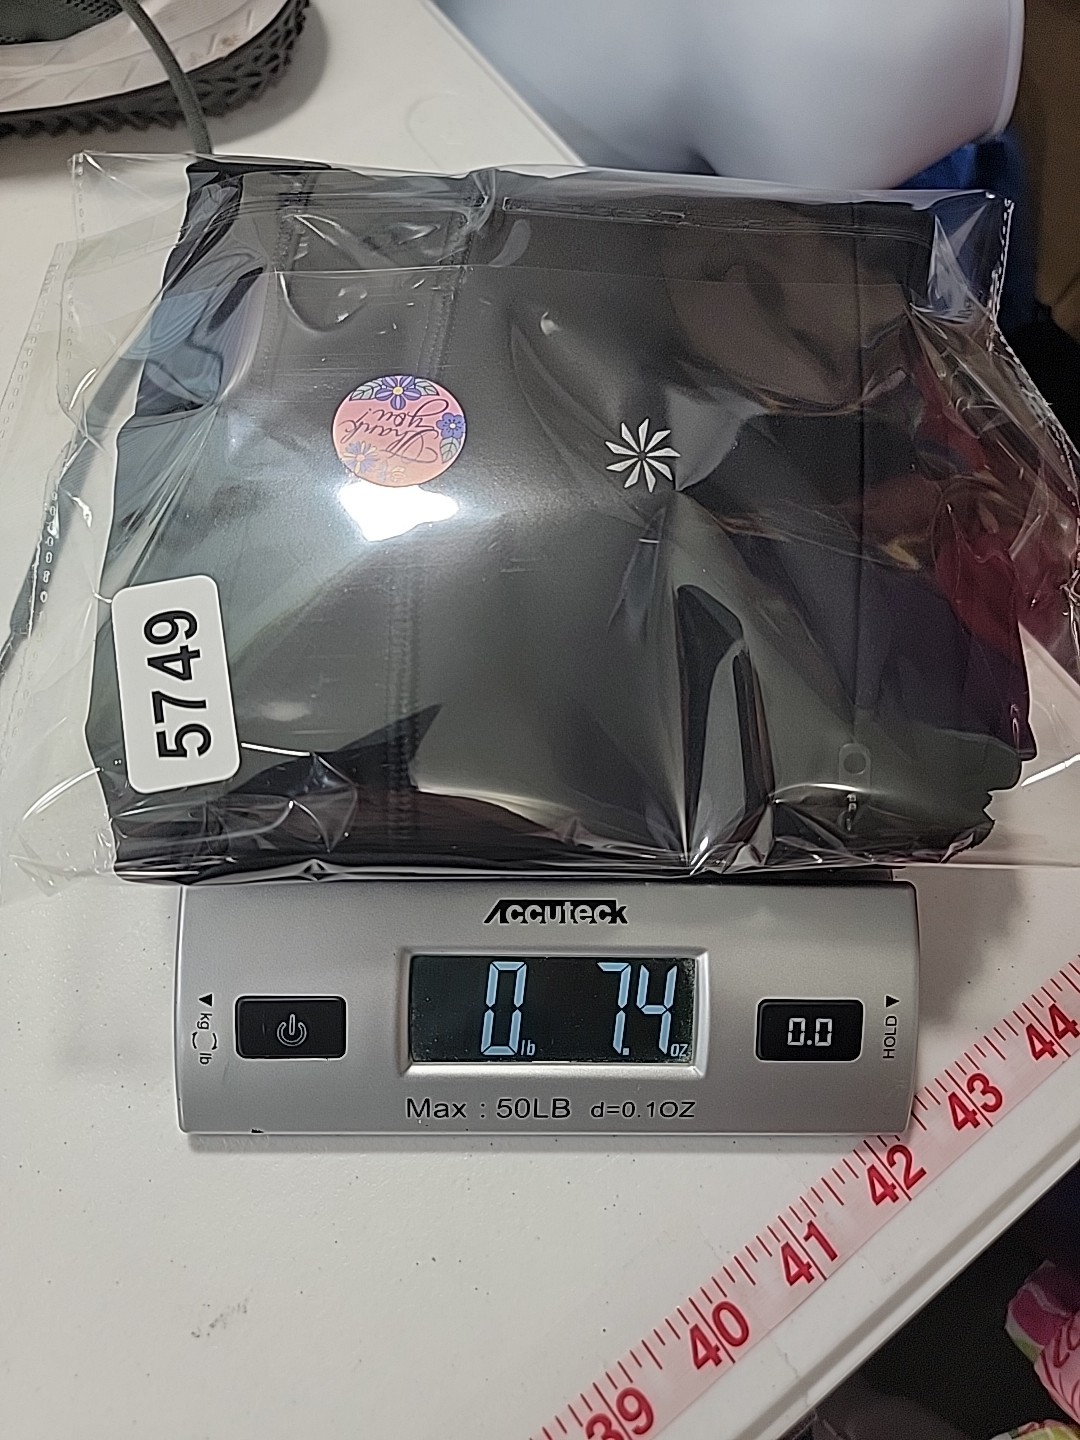 Thank
you!
5749
Accuteck
0 lb 7.4 oz
kg lb
0.0
HOLD
Max : 50LB d=0.1OZ
39 40 41 42 43 44